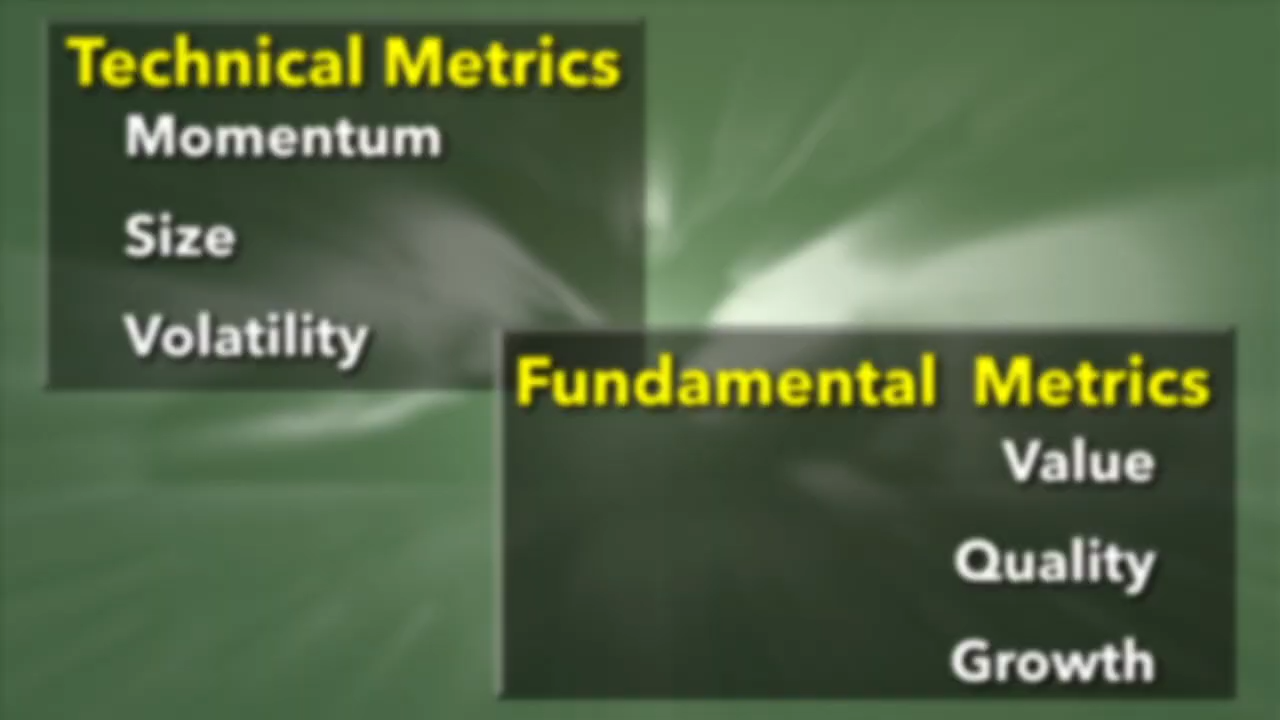 Technical Metrics
Momentum
Size
Volatility
Fundamental Metrics
Value
Quality
Growth